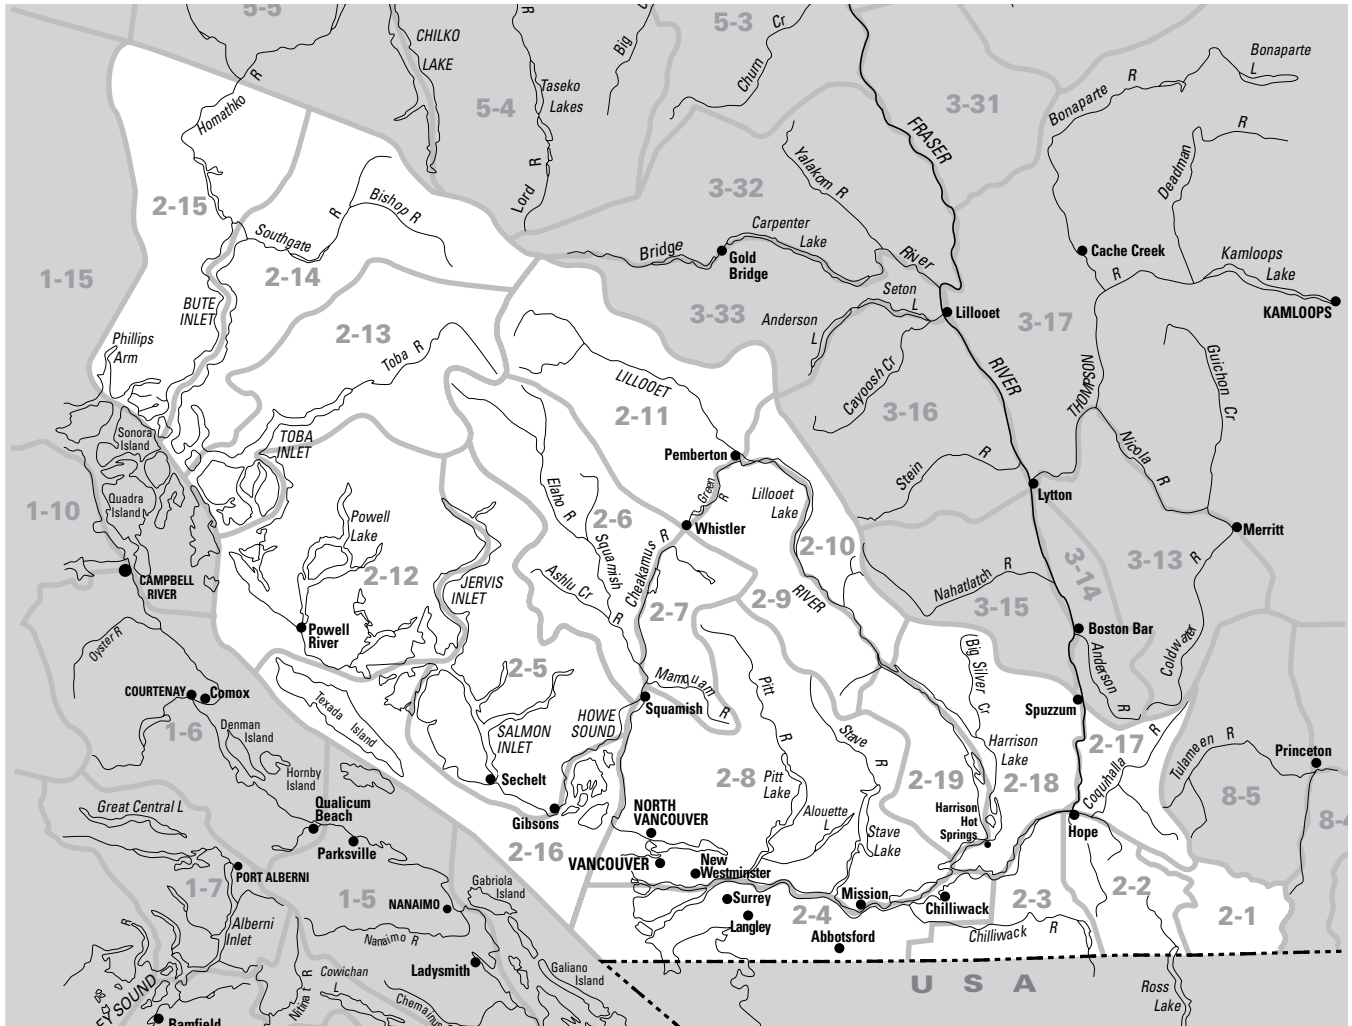 5-5
CHILKO
LAKE
R
Big
5-3
Churn
Cr
Taseko
Lakes
5-4
Lord
R
Homathko
R
3-31
FRASER
Bonaparte
R
Bonaparte
L
Deadman
R
3-32
Yalakom R
Carpenter
Lake
Bridge
Gold
Bridge
River
2-15
Bishop R
R
Southgate
2-14
1-15
BUTE
INLET
2-13
Toba R
Phillips
Arm
3-33
Anderson
L
Seton
L
Lillooet
3-17
Cache Creek
R
Kamloops
Lake
KAMLOOPS
THOMPSON
Guichon Cr
RIVER
Cayoosh Cr
3-16
LILLOOET
2-11
Sonora
Island
TOBA
INLET
Pemberton
Green
R
Lillooet
Lake
Stein
R
Nicola
R
Lytton
Merritt
1-10
Quadra
Island
Powell
Lake
Elaho R
2-6
Whistler
Squamish
R
Cheakamus R
2-10
CAMPBELL
RIVER
2-12
JERVIS
INLET
Ashlu Cr
2-7
2-9
RIVER
Nahatlatch R
3-15
3-14
3-13
R
Coldwater
Boston Bar
Anderson
R
Oyster R
Powell
River
2-5
Mamquam
R
Pitt
R
(Big Silver
Cr
Spuzzum
COURTENAY
Comox
Denman
Island
1-6
Texada Island
HOWE
SOUND
Squamish
SALMON
INLET
Stave
R
Harrison
Lake
2-17
R
Coquihalla
Tulameen R
Princeton
Hornby
Island
Sechelt
2-8
Pitt
Lake
2-19
2-18
8-5
Great Central L
Qualicum
Beach
Parksville
Gibsons
NORTH
VANCOUVER
Alouette
L
Harrison
Hot
Springs
Hope
8-4
2-16
VANCOUVER
New
Westminster
Stave
Lake
PORT ALBERNI
1-7
1-5
Gabriola
Island
NANAIMO
Surrey
Langley
2-4
Mission
Chilliwack
2-3
2-2
2-1
Alberni
Inlet
R
Nanaimo R
Abbotsford
Chilliwack R
Ladysmith
Galiano
Island
Cowichan
L
Nitinat R
Chemainus
EY SOUND
Bamfield
U S A
Ross
Lake